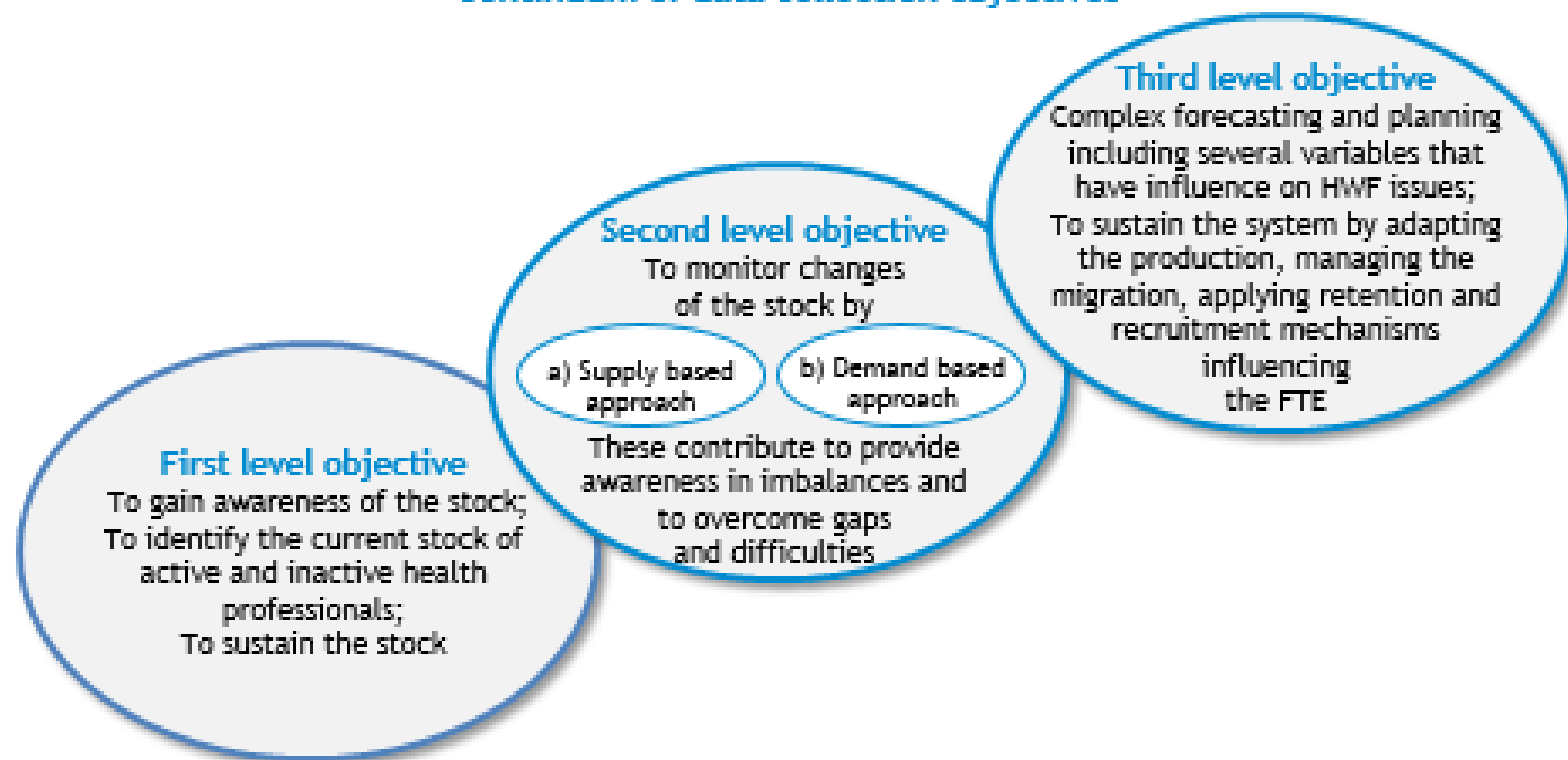 First level objective
To gain awareness of the stock;
To identify the current stock of
active and inactive health
professionals;
To sustain the stock
Second level objective
To monitor changes
of the stock by
a) Supply based
approach
b) Demand based
approach
These contribute to provide
awareness in imbalances and
to overcome gaps
and difficulties
Third level objective
Complex forecasting and planning
including several variables that
have influence on HWF issues;
To sustain the system by adapting
the production, managing the
migration, applying retention and
recruitment mechanisms
influencing
the FTE